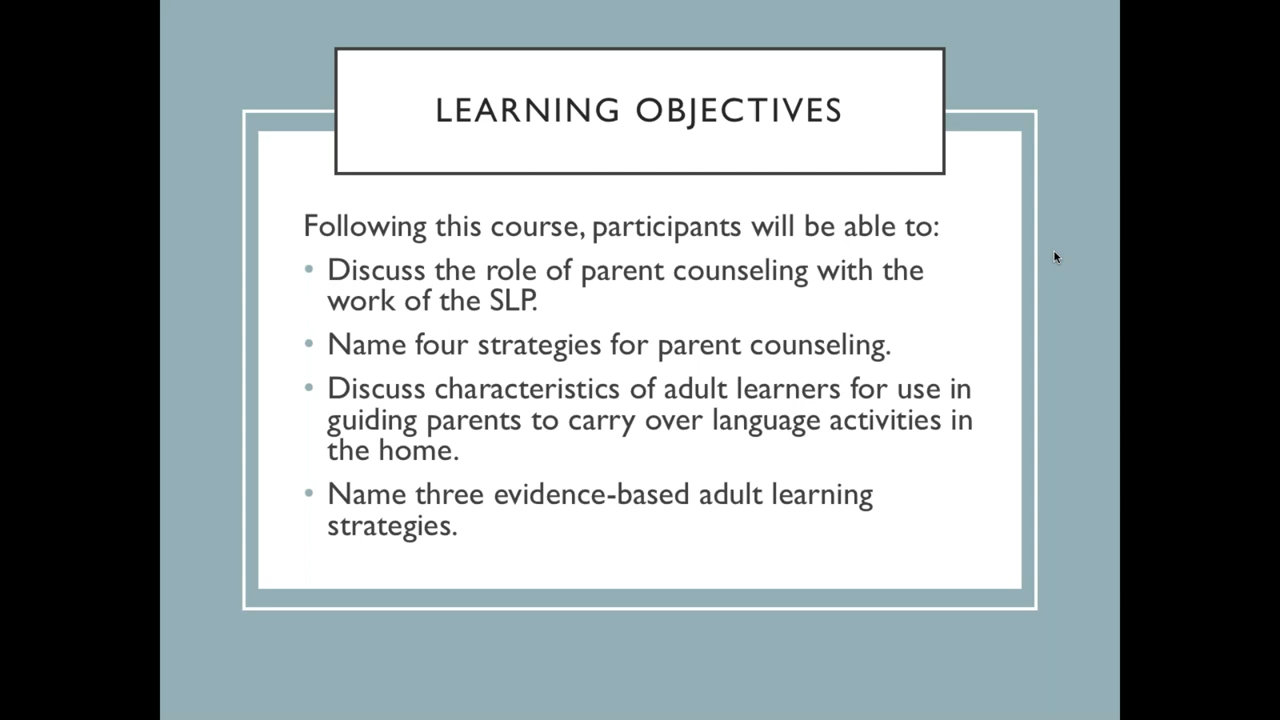 LEARNING OBJECTIVES
Following this course, participants will be able to:
• Discuss the role of parent counseling with the
work of the SLP.
• Name four strategies for parent counseling.
• Discuss characteristics of adult learners for use in
guiding parents to carry over language activities in
the home.
• Name three evidence-based adult learning
strategies.